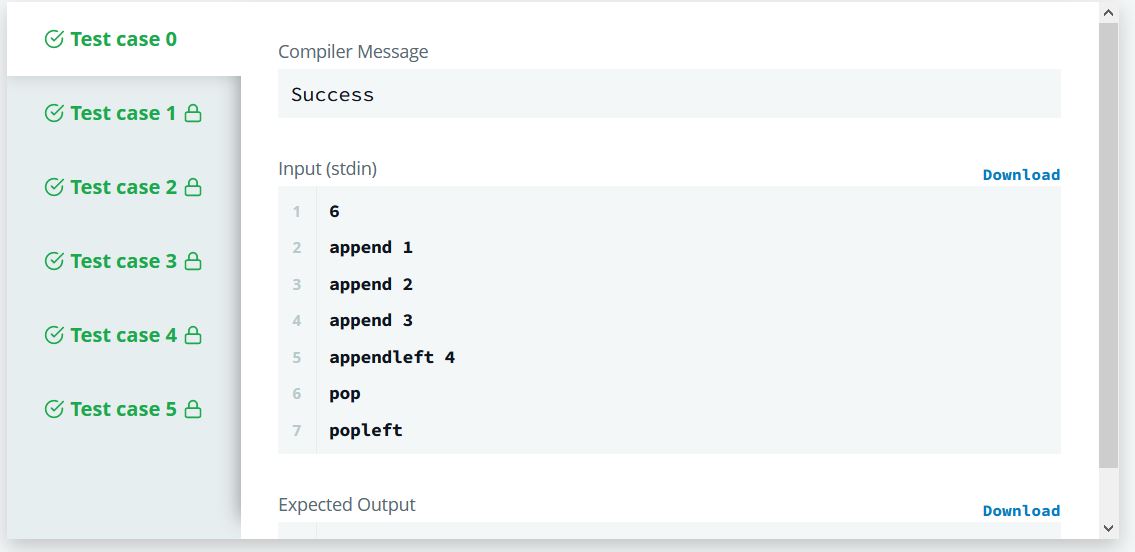 Test case 0
Test case 1
Test case 2
Test case 3
Test case 4
Test case 5
Compiler Message
Success
Input (stdin)
Download
1 6
2 append 1
3 append 2
4 append 3
5 appendleft 4
6 pop
7 popleft
Expected Output
Download